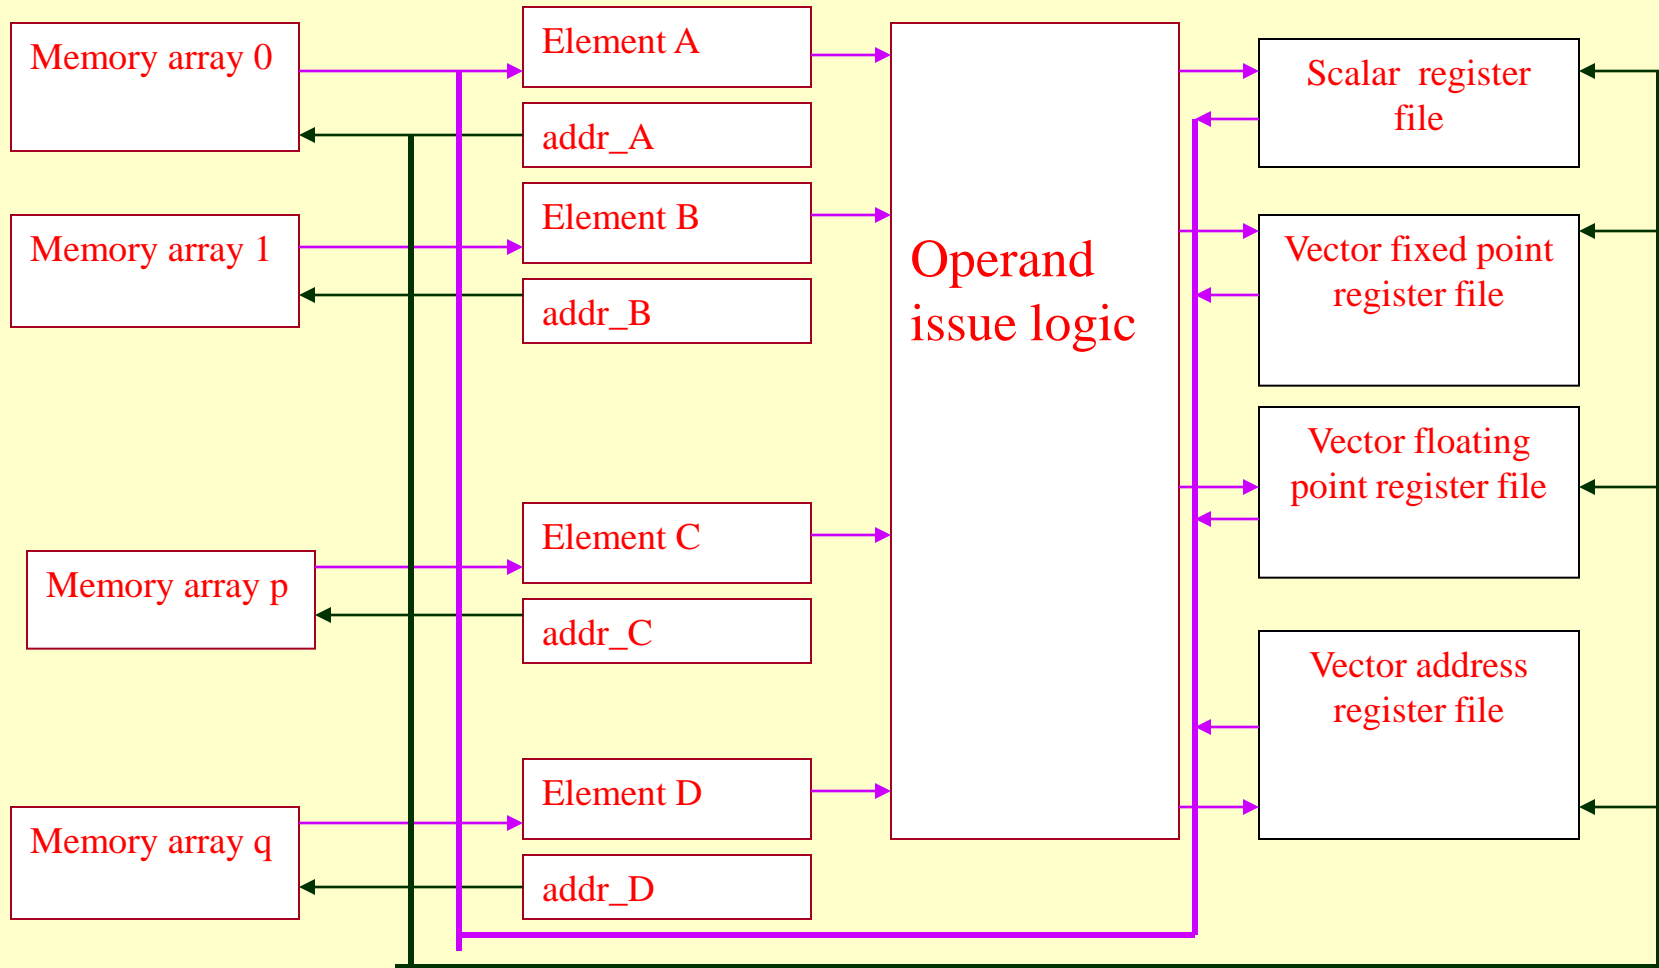 Memory array 0
Element A
addr_A
Memory array 1
Element B
addr_B
Memory array p
Element C
addr_C
Memory array q
Element D
addr_D
Operand
issue logic
Scalar register
file
Vector fixed point
register file
Vector floating
point register file
Vector address
register file